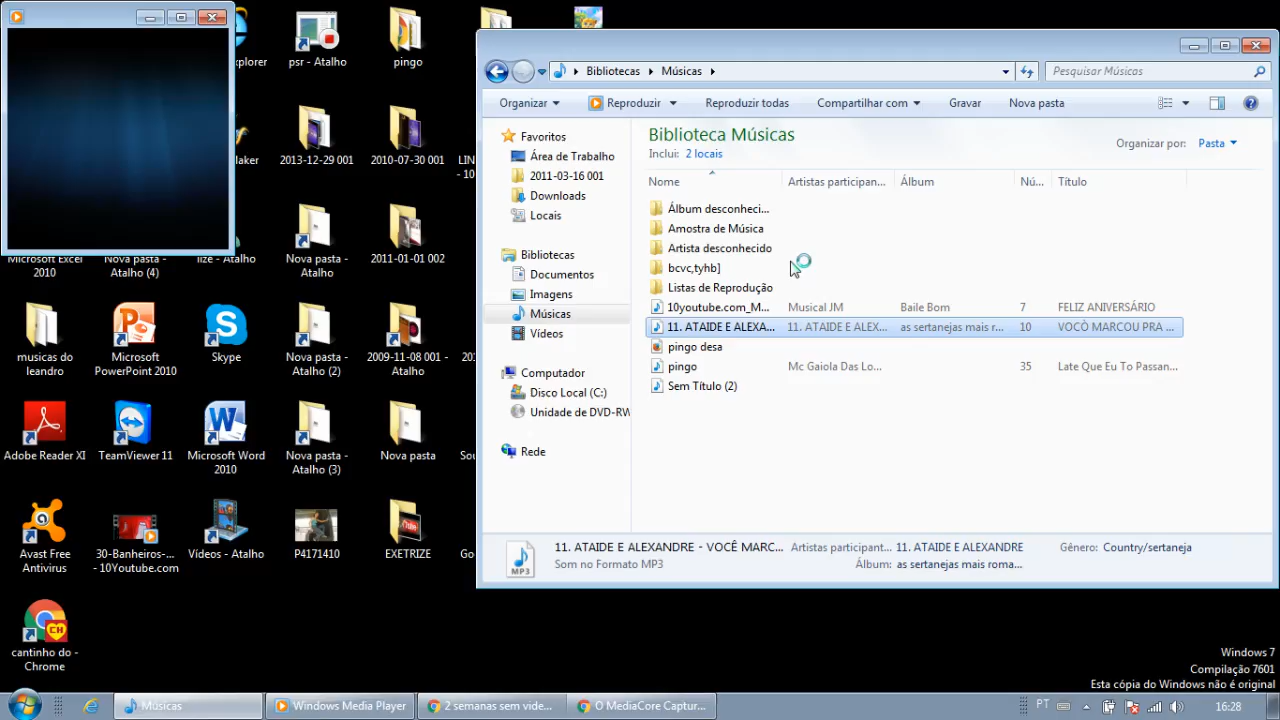 xplorer
psr - Atalho
pingo
aker
2013-12-29 001
2010-07-30 001
LIN
- 10
Microsoft Excel
2010
Nova pasta -
Atalho (4)
lize - Atalho
Nova pasta -
Atalho
2011-01-01 002
musicas do
leandro
Microsoft
PowerPoint 2010
Skype
Nova pasta -
Atalho (2)
2009-11-08 001 -
Atalho
Adobe Reader XI
TeamViewer 11
Microsoft Word
2010
Nova pasta -
Atalho (3)
Nova pasta
Sou
Avast Free
Antivirus
30-Banheiros-...
- 10Youtube.com
Vídeos - Atalho
P4171410
EXETRIZE
Go
cantinho do -
Chrome
Bibliotecas
Músicas
Pesquisar Músicas
Organizar
Reproduzir
Reproduzir todas
Compartilhar com
Gravar
Nova pasta
Favoritos
Área de Trabalho
2011-03-16 001
Downloads
Locais
Bibliotecas
Documentos
Imagens
Músicas
Vídeos
Computador
Disco Local (C:)
Unidade de DVD-RW
Rede
Biblioteca Músicas
Inclui: 2 locais
Organizar por: Pasta
Nome Artistas participan... Álbum Nú... Título
Álbum desconheci...
Amostra de Música
Artista desconhecido
bcvc,tyhb]
Listas de Reprodução
10youtube.com_M... Musical JM Baile Bom 7 FELIZ ANIVERSÁRIO
11. ATAIDE E ALEXA... 11. ATAIDE E ALEX... as sertanejas mais r... 10 VOCÊ MARCOU PRA ...
pingo desa
pingo Mc Gaiola Das Lo... 35 Late Que Eu To Passan...
Sem Título (2)
MP3
11. ATAIDE E ALEXANDRE - VOCÊ MARC... Artistas participant... 11. ATAIDE E ALEXANDRE Gênero: Country/sertaneja
Som no Formato MP3 Álbum: as sertanejas mais roma...
Windows 7
Compilação 7601
Esta cópia do Windows não é original
Músicas
Windows Media Player
2 semanas sem vide...
O MediaCore Captur...
PT
16:28